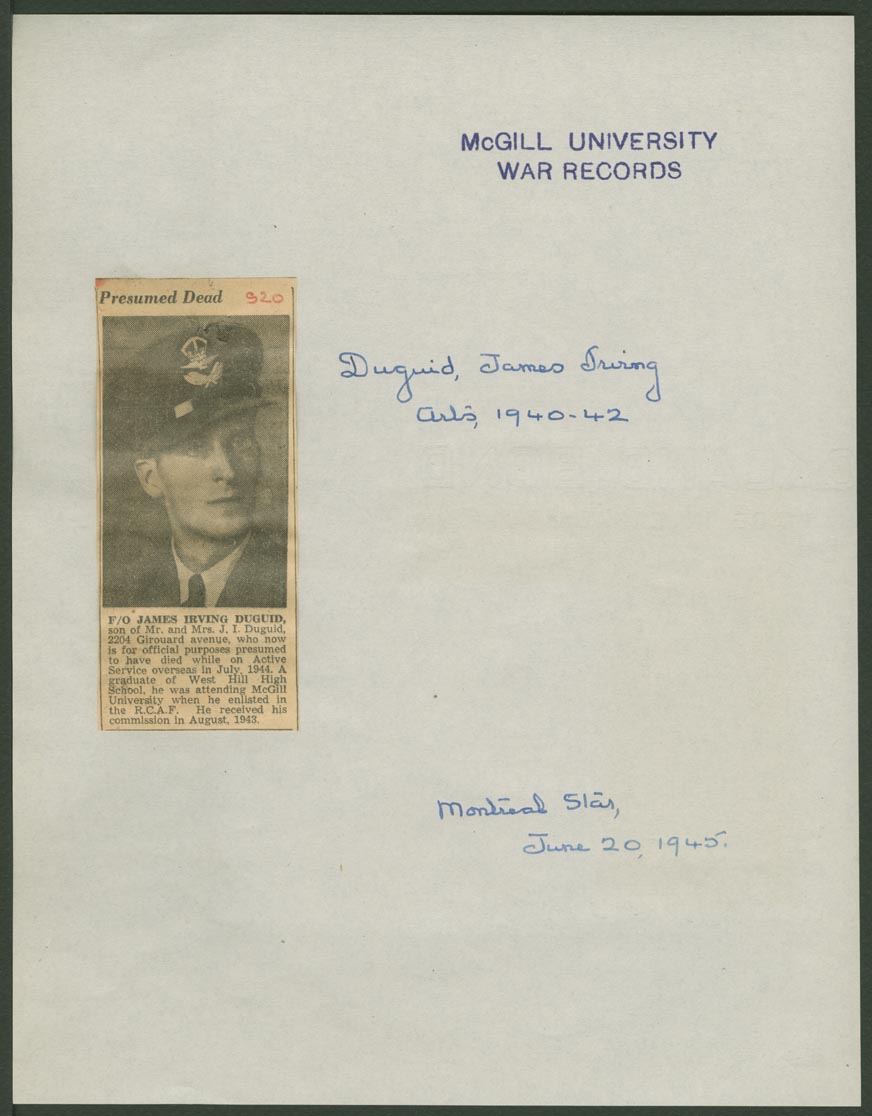 McGILL UNIVERSITY
WAR RECORDS
Presumed Dead 920
Duguid, James Irving
Arts, 1940-42
F/O JAMES IRVING DUGUID,
son of Mr. and Mrs. J. I. Duguid,
2204 Girouard avenue, who now
is for official purposes presumed
to have died while on Active
Service overseas in July, 1944. A
graduate of West Hill High
School, he was attending McGill
University when he enlisted in
the R.C.A.F. He received his
commission in August, 1943.
Montreal Star,
June 20, 1945.